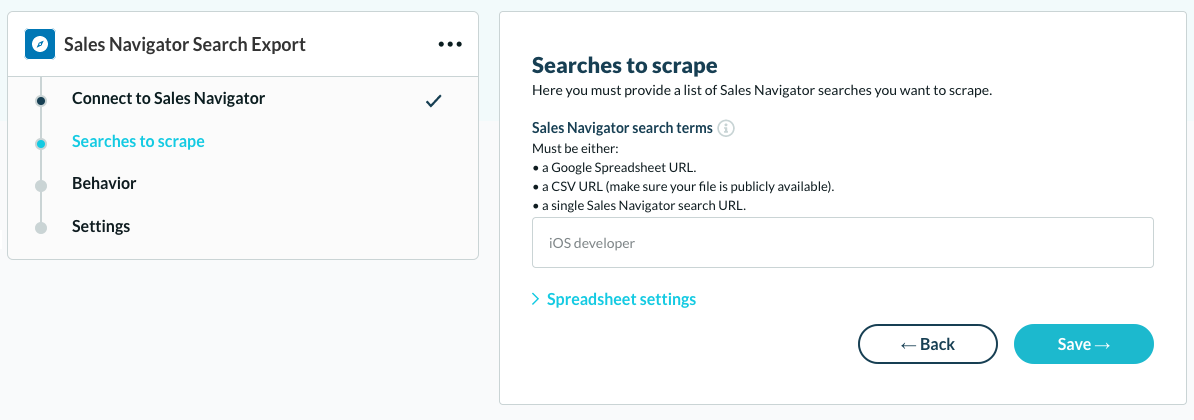 Sales Navigator Search Export
Connect to Sales Navigator
Searches to scrape
Behavior
Settings
Searches to scrape
Here you must provide a list of Sales Navigator searches you want to scrape.
Sales Navigator search terms
Must be either:
• a Google Spreadsheet URL.
• a CSV URL (make sure your file is publicly available).
• a single Sales Navigator search URL.
iOS developer
Spreadsheet settings
← Back
Save →